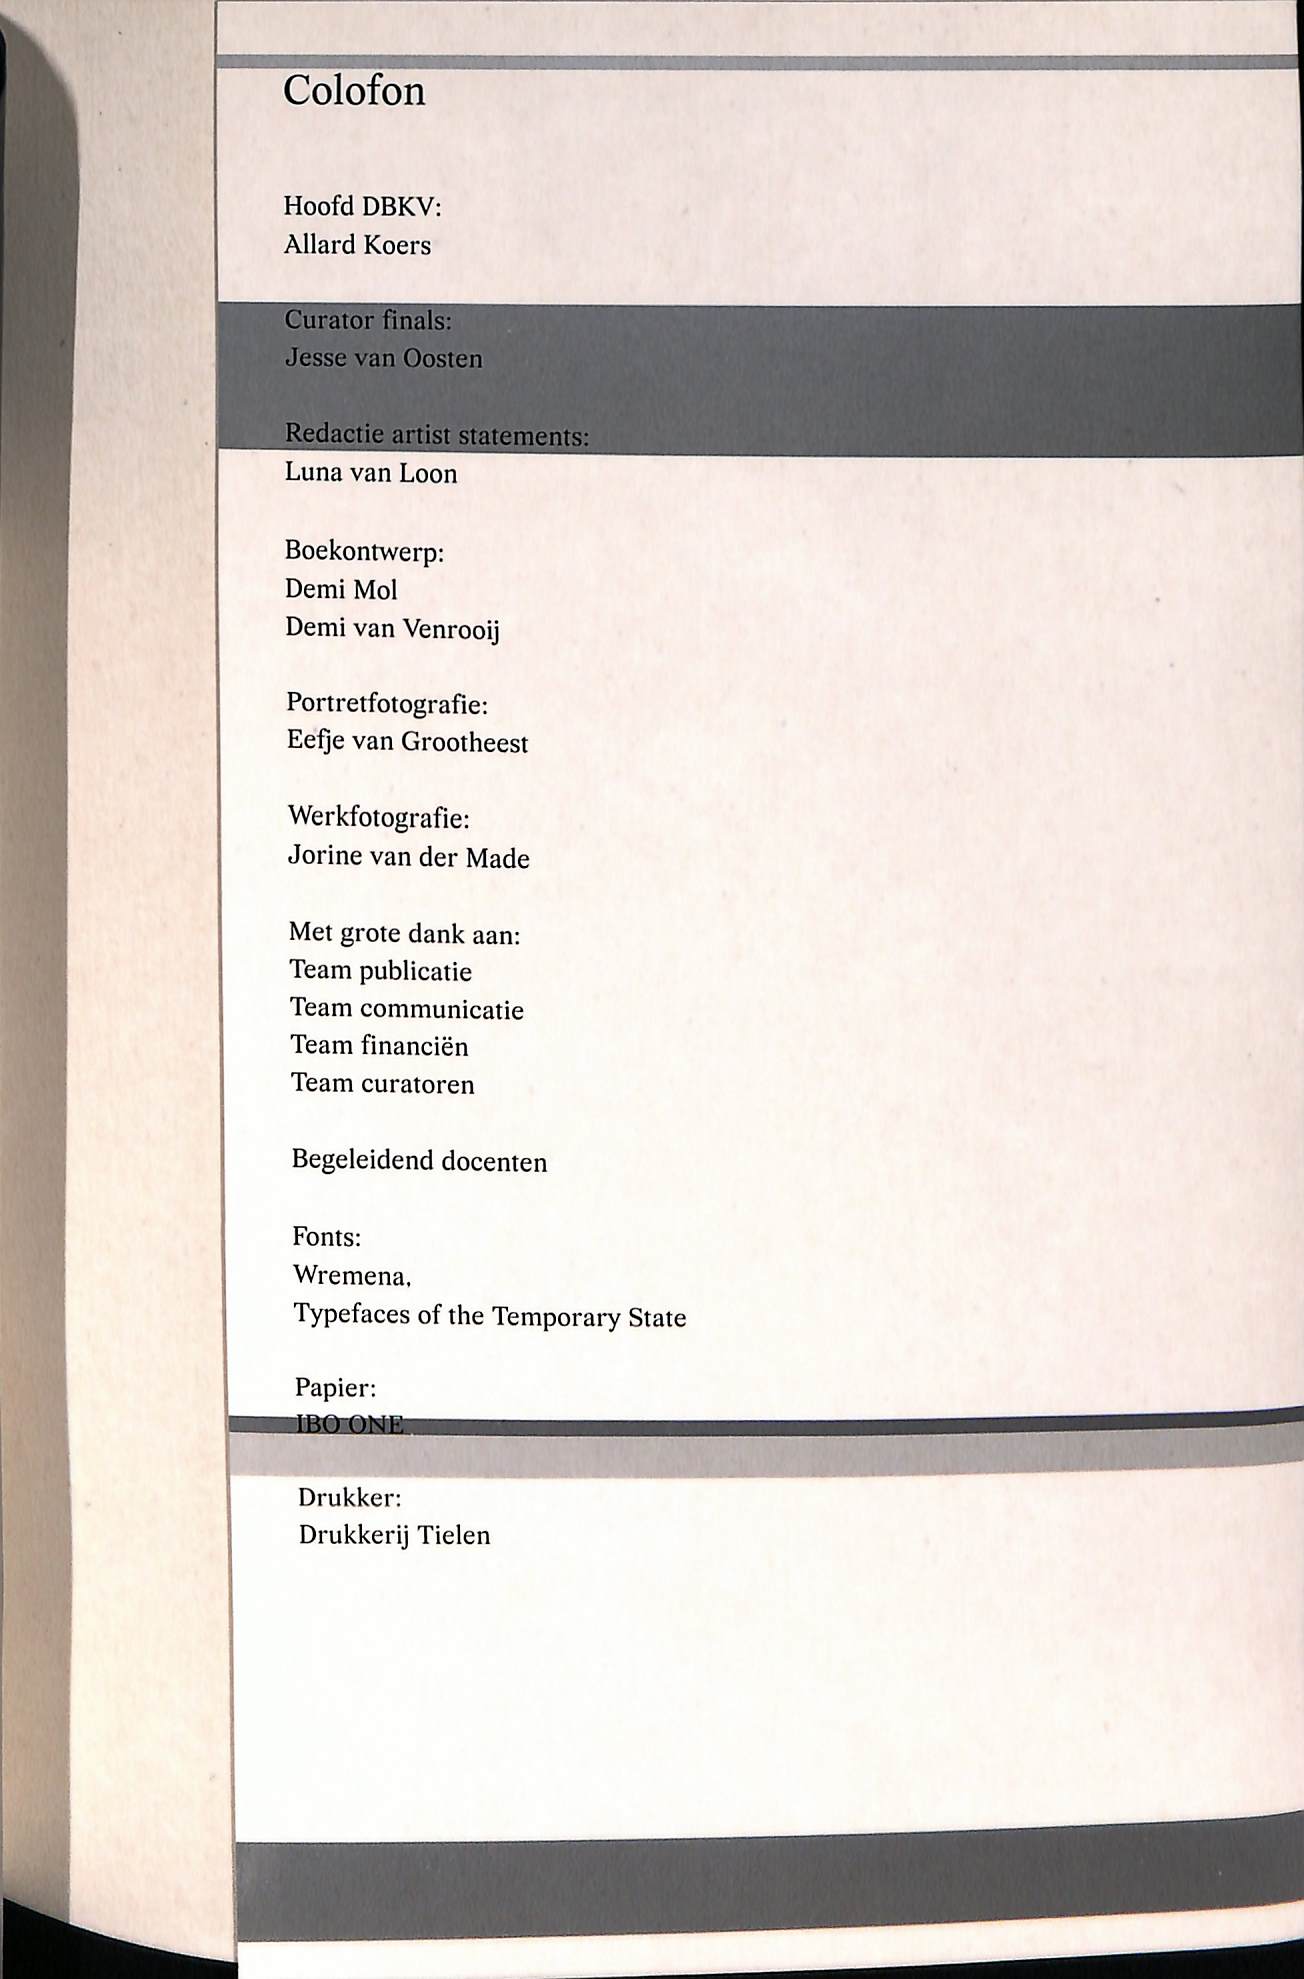 Colofon
Hoofd DBKV:
Allard Koers
Curator finals:
Jesse van Oosten
Redactie artist statements:
Luna van Loon
Boekontwerp:
Demi Mol
Demi van Venrooij
Portretfotografie:
Eefje van Grootheest
Werkfotografie:
Jorine van der Made
Met grote dank aan:
Team publicatie
Team communicatie
Team financiën
Team curatoren
Begeleidend docenten
Fonts:
Wremena,
Typefaces of the Temporary State
Papier:
IBO ONE
Drukker:
Drukkerij Tielen